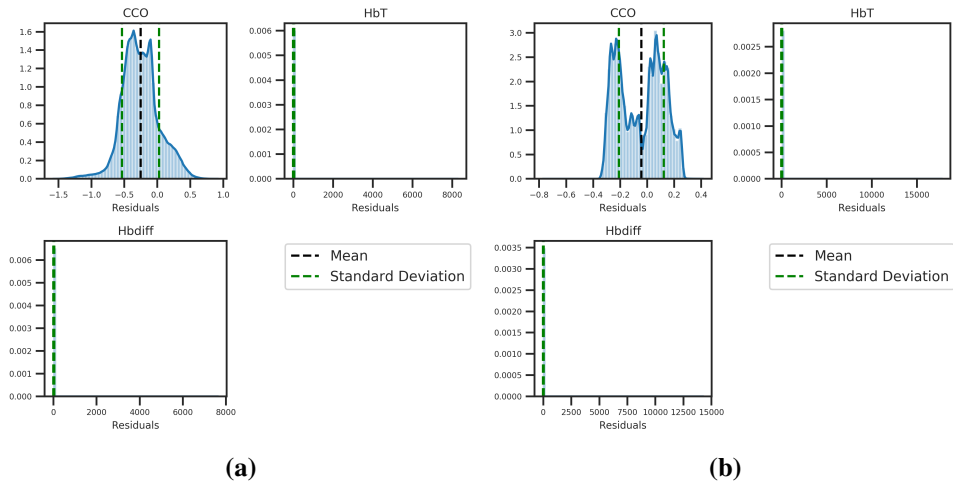 CCO
1.6
1.4
1.2
1.0
0.8
0.6
0.4
0.2
0.0
−1.5 −1.0 −0.5 0.0 0.5 1.0
Residuals
HbT
0.006
0.005
0.004
0.003
0.002
0.001
0.000
0 2000 4000 6000 8000
Residuals
Hbdiff
0.006
0.005
0.004
0.003
0.002
0.001
0.000
0 2000 4000 6000 8000
Residuals
Mean
Standard Deviation
(a)
CCO
3.0
2.5
2.0
1.5
1.0
0.5
0.0
−0.8 −0.6 −0.4 −0.2 0.0 0.2 0.4
Residuals
HbT
0.0025
0.0020
0.0015
0.0010
0.0005
0.0000
0 5000 10000 15000
Residuals
Hbdiff
0.0035
0.0030
0.0025
0.0020
0.0015
0.0010
0.0005
0.0000
0 2500 5000 7500 10000 12500 15000
Residuals
Mean
Standard Deviation
(b)